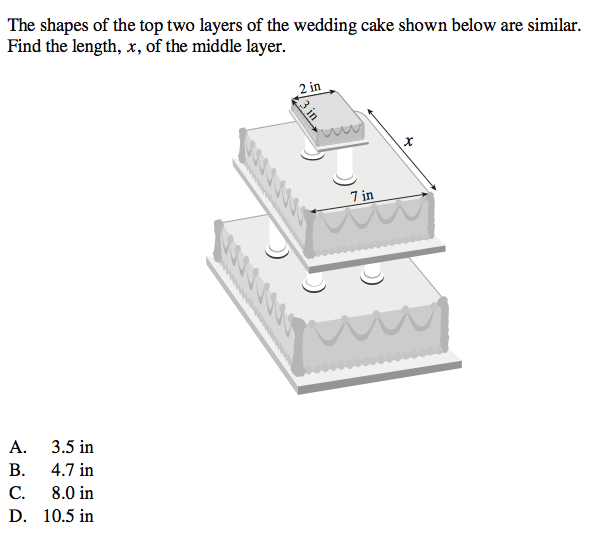 The shapes of the top two layers of the wedding cake shown below are similar.
Find the length, x, of the middle layer.
2 in
3 in
x
7 in
A. 3.5 in
B. 4.7 in
C. 8.0 in
D. 10.5 in